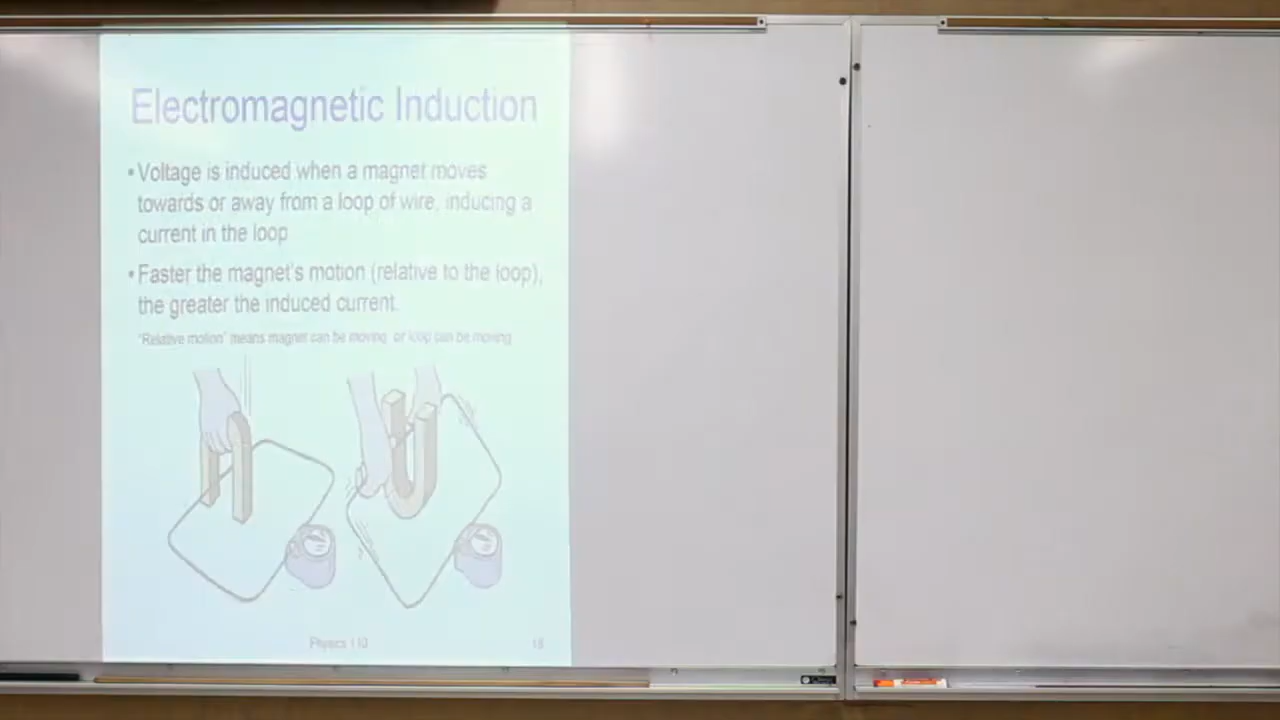 Electromagnetic Induction
• Voltage is induced when a magnet moves
towards or away from a loop of wire, inducing a
current in the loop
• Faster the magnet's motion (relative to the loop),
the greater the induced current.
"Relative motion" means magnet can be moving or loop can be moving
Physics 110